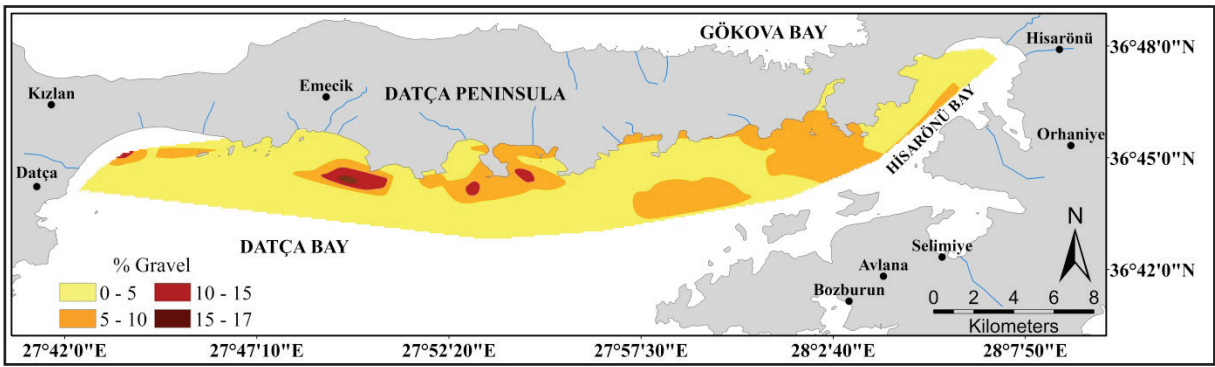 GÖKOVA BAY
Hisarönü
36°48'0"N
Kızlan
Emecik
DATÇA PENINSULA
HİSARÖNÜ BAY
Orhaniye
36°45'0"N
Datça
DATÇA BAY
N
Selimiye
Avlana
Bozburun
36°42'0"N
% Gravel
0 - 5
10 - 15
5 - 10
15 - 17
0 2 4 6 8
Kilometers
27°42'0"E 27°47'10"E 27°52'20"E 27°57'30"E 28°2'40"E 28°7'50"E